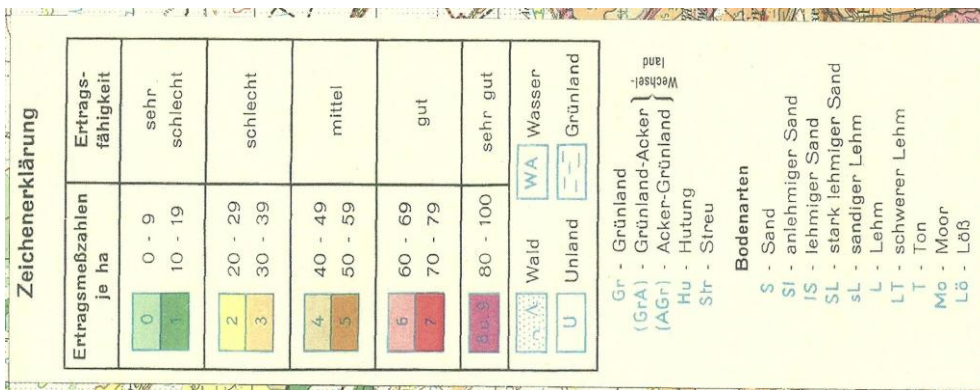 Zeichenerklärung
Ertragsmeßzahlen je ha
Ertrags-
fähigkeit
0
0 - 9
sehr
1
10 - 19
schlecht
2
20 - 29
schlecht
3
30 - 39
4
40 - 49
mittel
5
50 - 59
6
60 - 69
gut
7
70 - 79
8 u. 9
80 - 100
sehr gut
Wald
WA Wasser
U Unland
Grünland
Gr - Grünland
(GrA) - Grünland-Acker
(AGr) - Acker-Grünland
Wechsel-
land
Hu - Hutung
Str - Streu
Bodenarten
S - Sand
Sl - anlehmiger Sand
lS - lehmiger Sand
SL - stark lehmiger Sand
sL - sandiger Lehm
L - Lehm
LT - schwerer Lehm
T - Ton
Mo - Moor
Lö - Löß